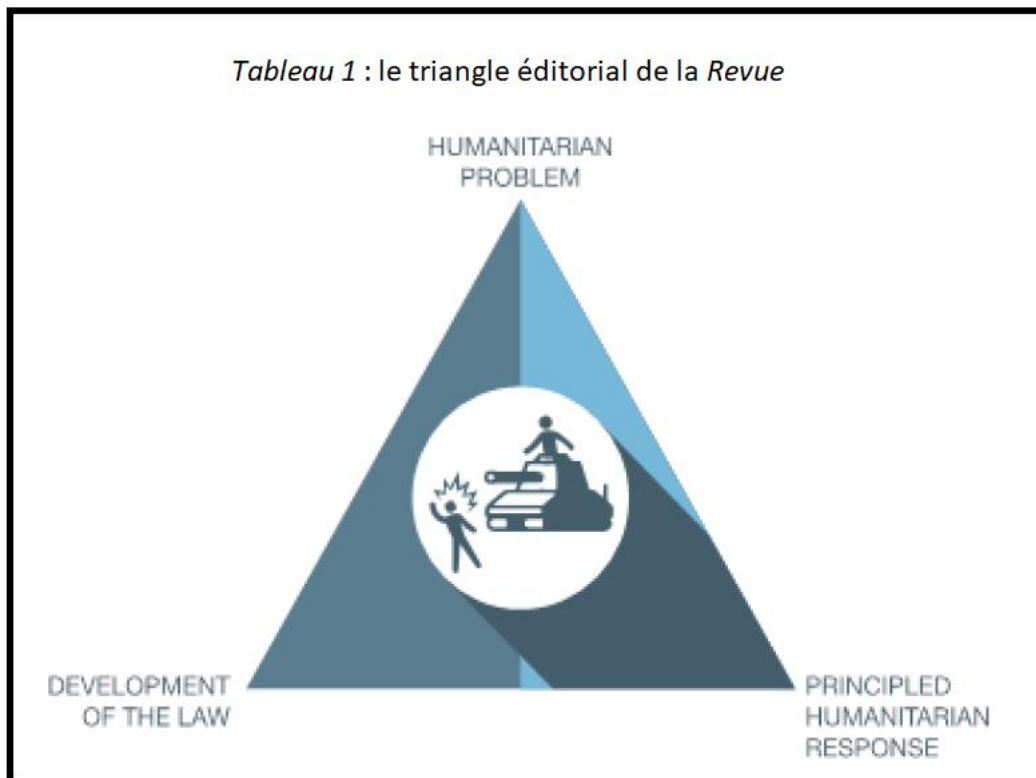 Tableau 1 : le triangle éditorial de la Revue
HUMANITARIAN
PROBLEM
DEVELOPMENT
OF THE LAW
PRINCIPLED
HUMANITARIAN
RESPONSE